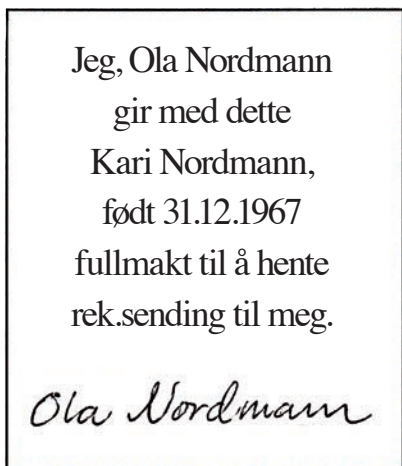 Jeg, Ola Nordmann
gir med dette
Kari Nordmann,
født 31.12.1967
fullmakt til å hente
rek.sending til meg.
Ola Nordmann